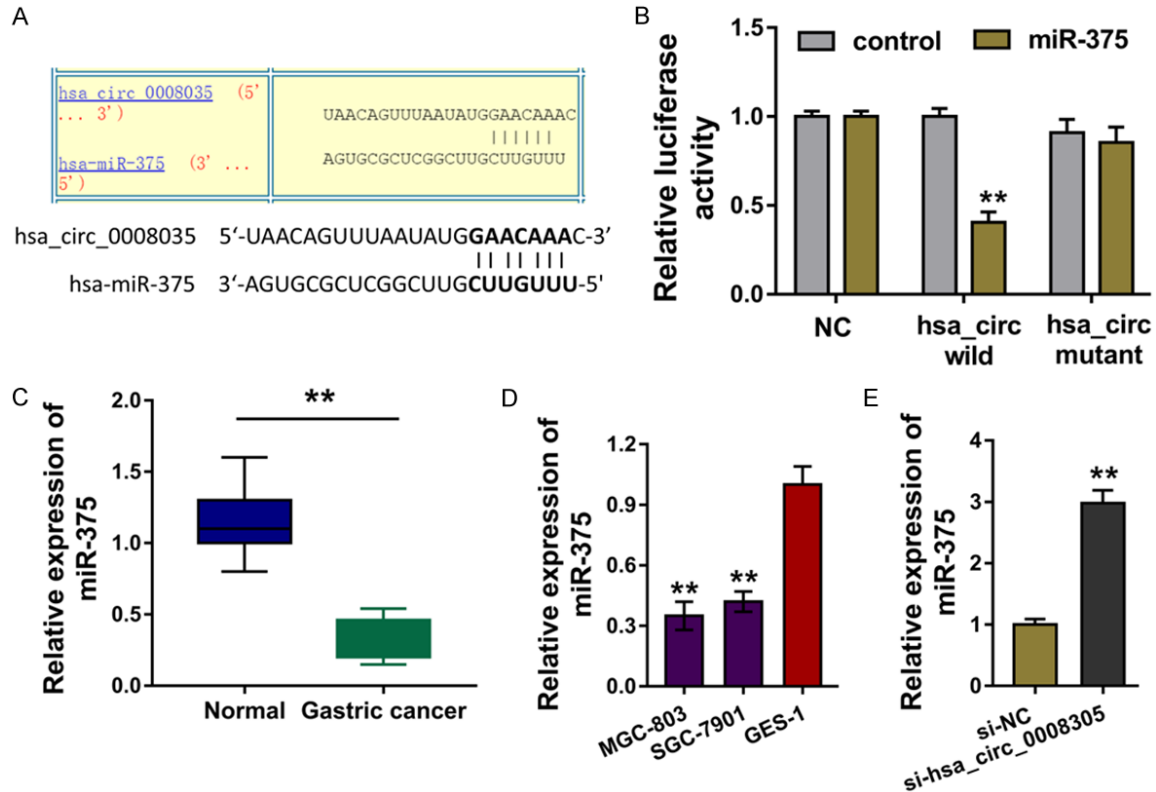 A
hsa circ 0008035 (5'
... 3')
UAACAGUUUAAUAUGGAACAAAC
| | | | | |
hsa-miR-375 (3' ...
5')
AGUGCGCUCGGCUUGCUUGUUU
hsa_circ_0008035 5‘-UAACAGUUUAAUAUGGAACAAAC-3’
| | | | | | |
hsa-miR-375 3‘-AGUGCGCUCGGCUUGCUUGUUU-5'
B
Relative luciferase
activity
1.5
1.0
0.5
0.0
control miR-375
**
NC
hsa_circ
wild
hsa_circ
mutant
C
Relative expression of
miR-375
2.0
1.5
1.0
0.5
0.0
**
Normal Gastric cancer
D
Relative expression of
miR-375
1.2
0.9
0.6
0.3
0.0
** **
MGC-803
SGC-7901
GES-1
E
Relative expression of
miR-375
4
3
2
1
0
**
si-NC
si-hsa_circ_0008305